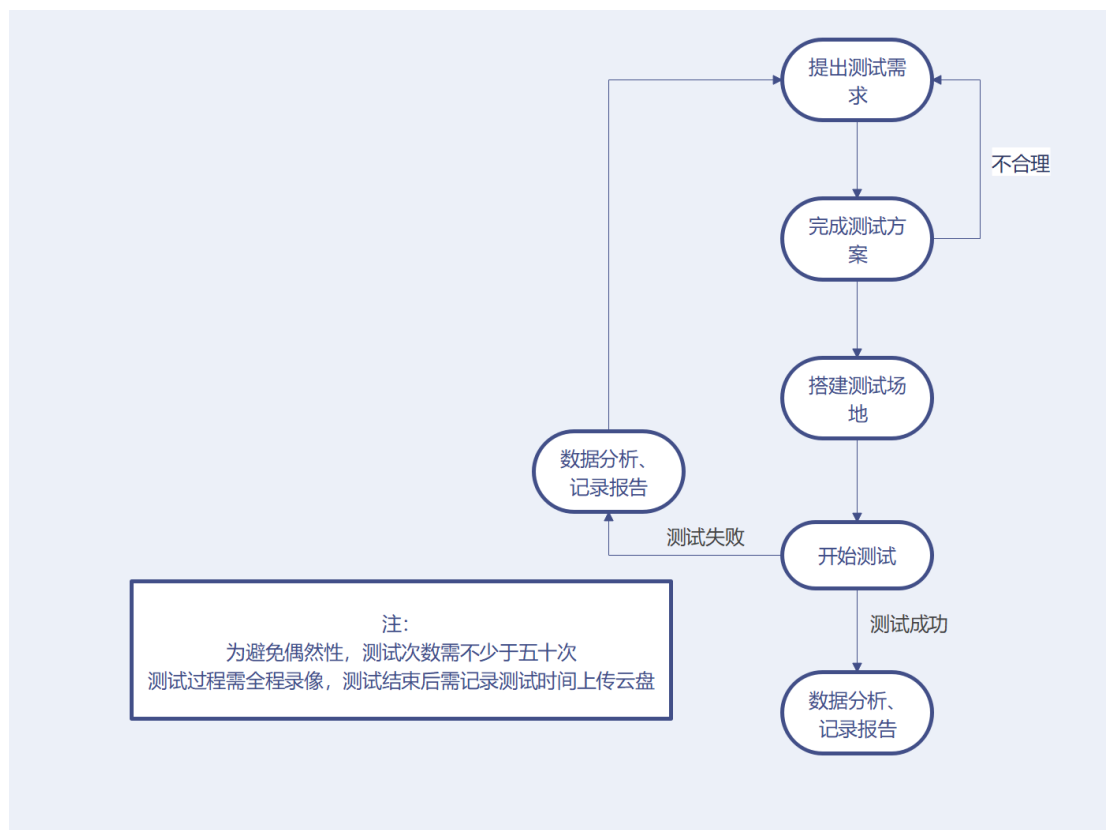 提出测试需
求
不合理
完成测试方
案
搭建测试场
地
数据分析、
记录报告
测试失败
开始测试
注：
为避免偶然性，测试次数需不少于五十次
测试过程需全程录像，测试结束后需记录测试时间上传云盘
测试成功
数据分析、
记录报告